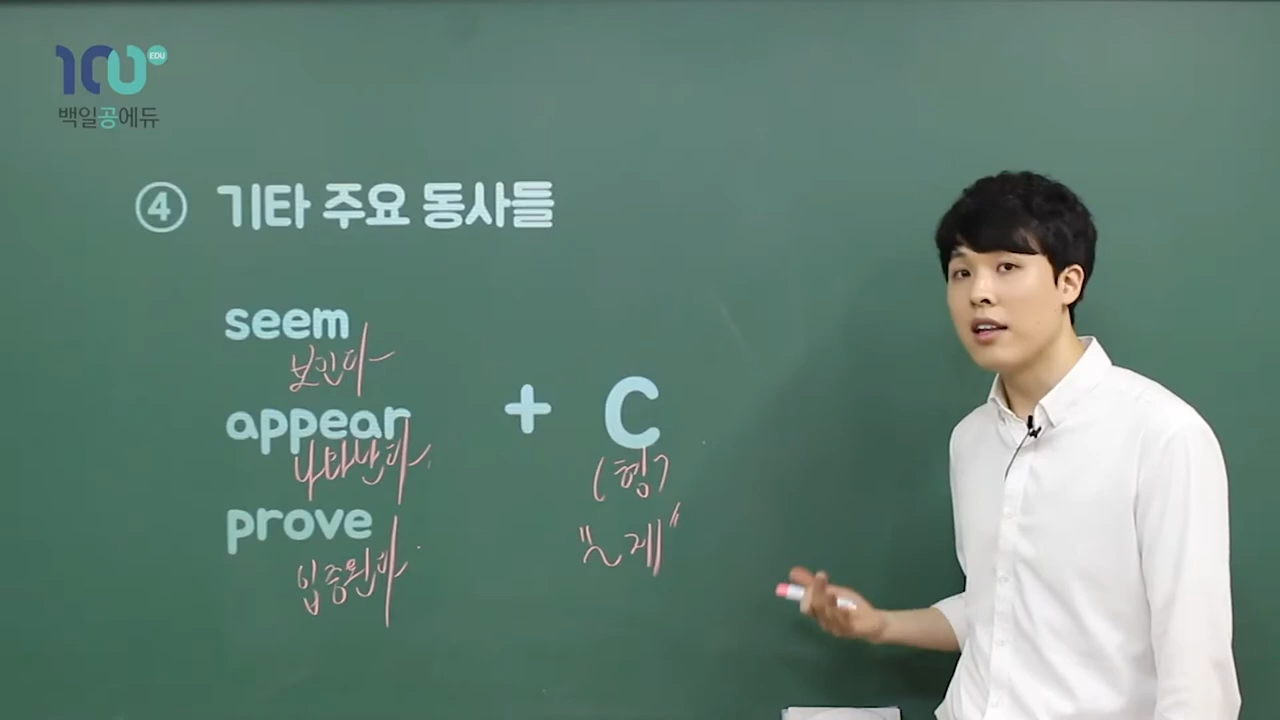 100 EDU
백일공에듀
④ 기타 주요 동사들
seem
보인다
appear + C
나타난다 (형)
prove "~게"
입증된다